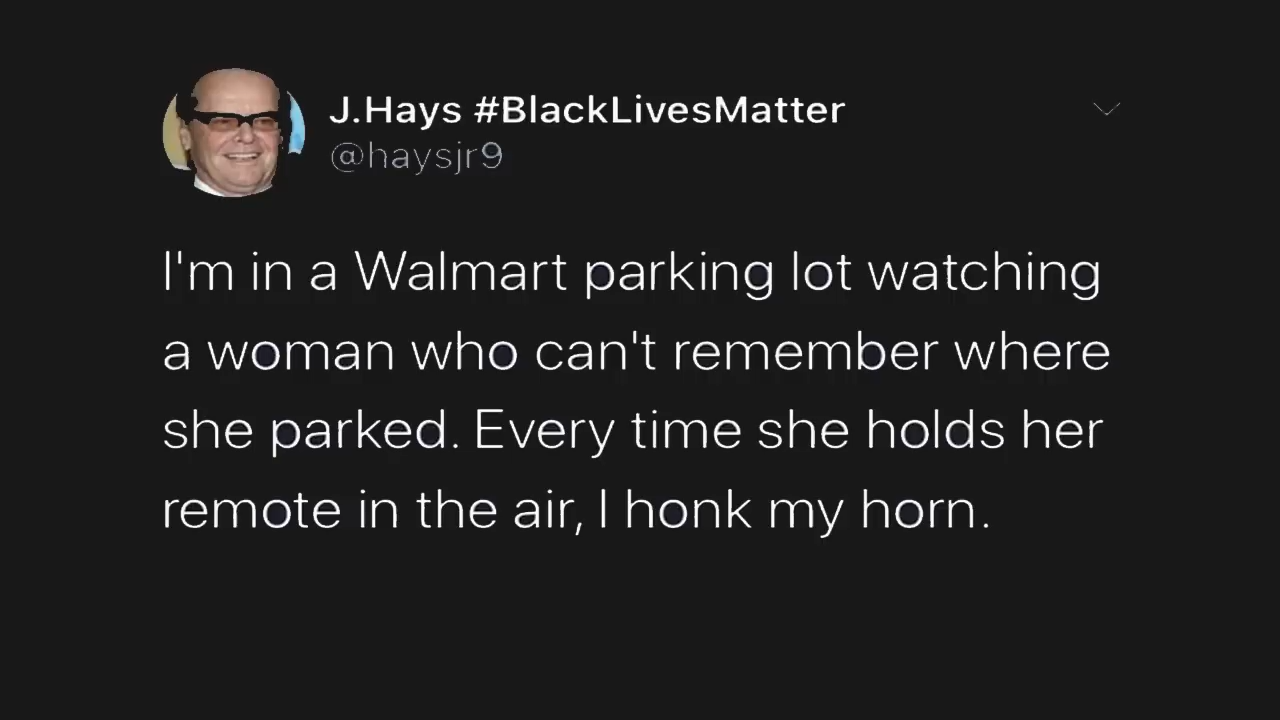 J.Hays #BlackLivesMatter
@haysjr9
I'm in a Walmart parking lot watching
a woman who can't remember where
she parked. Every time she holds her
remote in the air, I honk my horn.